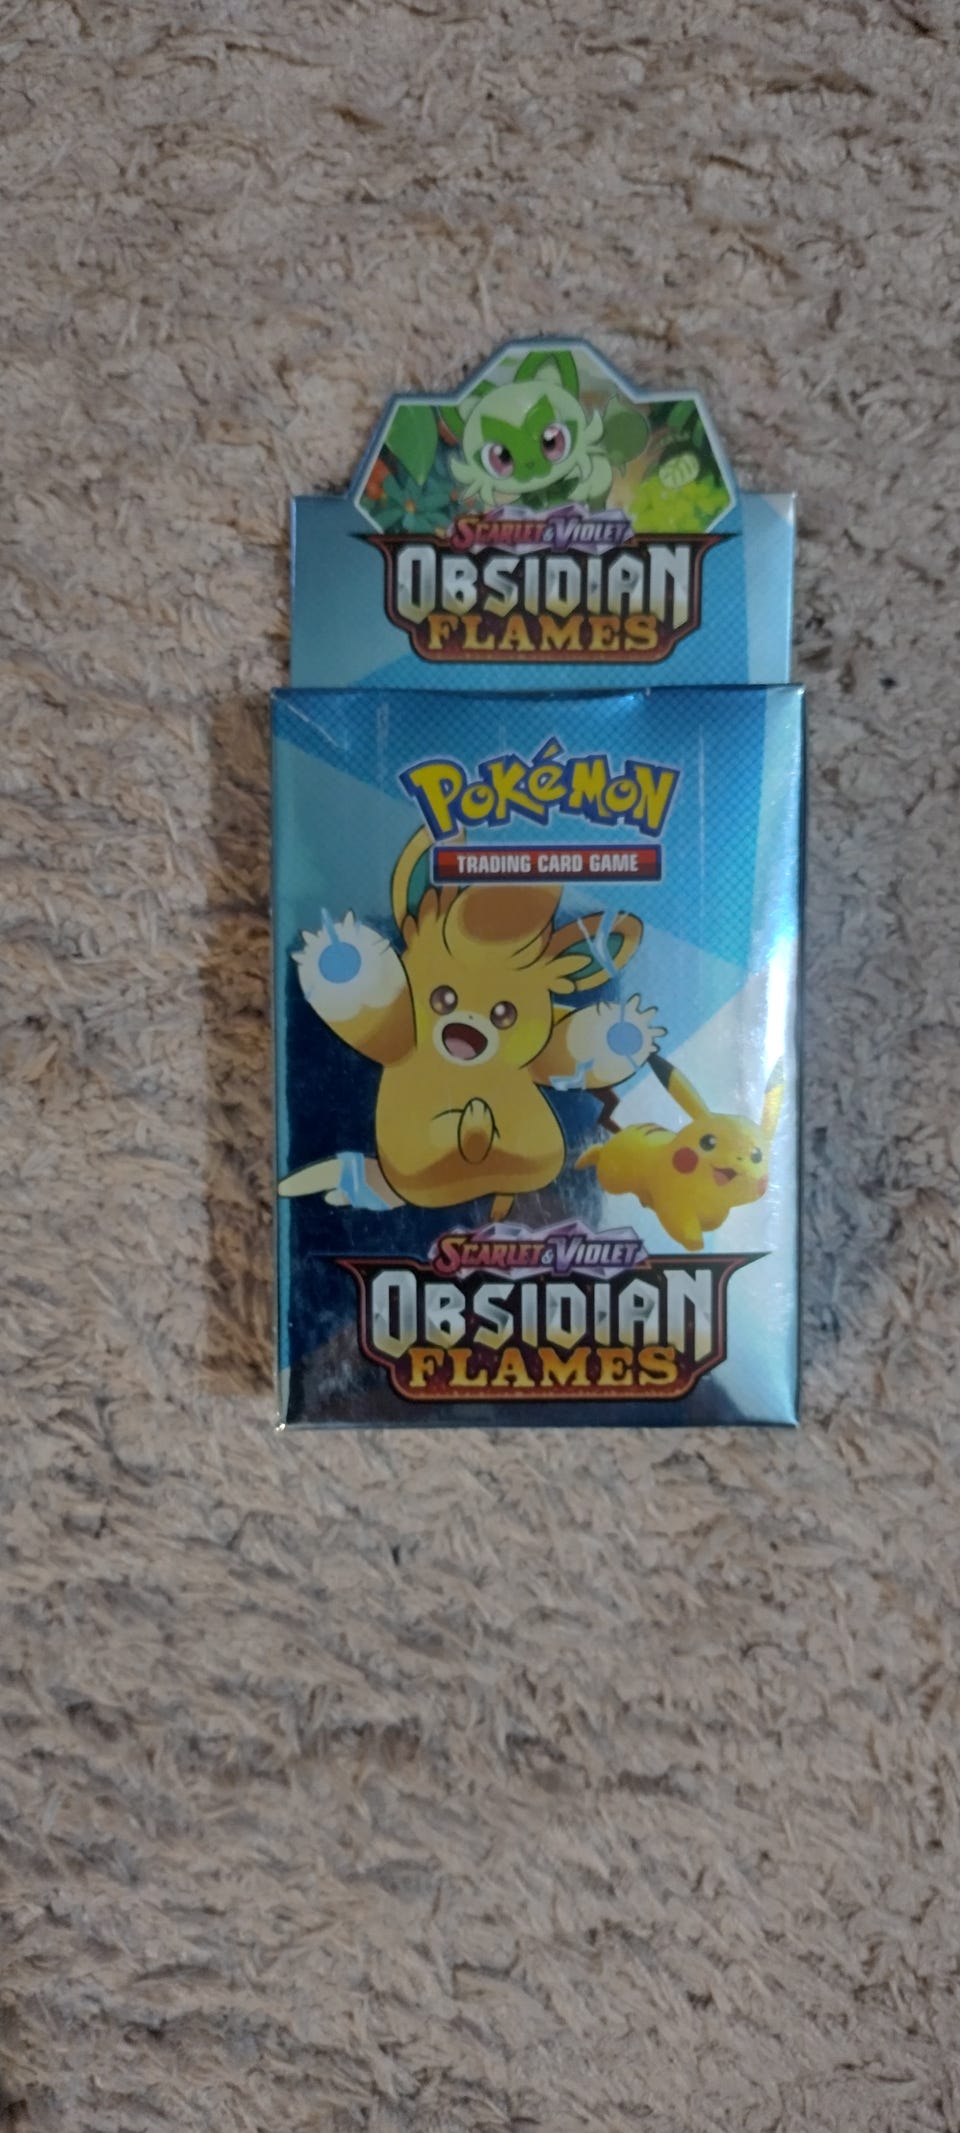 SCARLET & VIOLET
OBSIDIAN
FLAMES
POKéMON
TRADING CARD GAME
SCARLET & VIOLET
OBSIDIAN
FLAMES